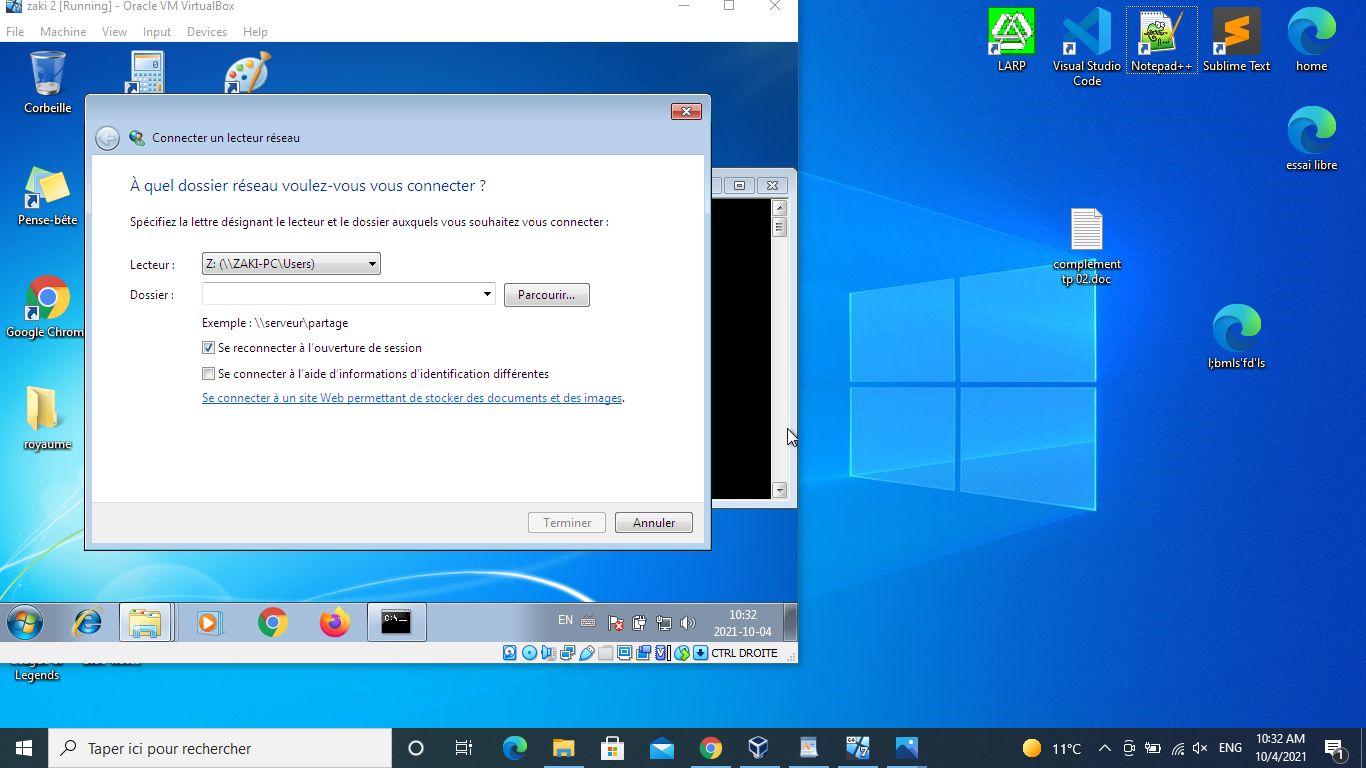 zaki 2 [Running] - Oracle VM VirtualBox
File Machine View Input Devices Help
Corbeille
Pense-bête
Google Chrom
royaume
Connecter un lecteur réseau
À quel dossier réseau voulez-vous vous connecter ?
Spécifiez la lettre désignant le lecteur et le dossier auxquels vous souhaitez vous connecter :
Lecteur : Z: (\\ZAKI-PC\Users)
Dossier : Parcourir...
Exemple : \\serveur\partage
Se reconnecter à l'ouverture de session
Se connecter à l'aide d'informations d'identification différentes
Se connecter à un site Web permettant de stocker des documents et des images.
Terminer Annuler
EN 10:32
2021-10-04
CTRL DROITE
Legends
LARP
Visual Studio
Code
Notepad++
Sublime Text
home
essai libre
complement
tp 02.doc
l;bmls'fd'ls
Taper ici pour rechercher
11°C
ENG
10:32 AM
10/4/2021
1